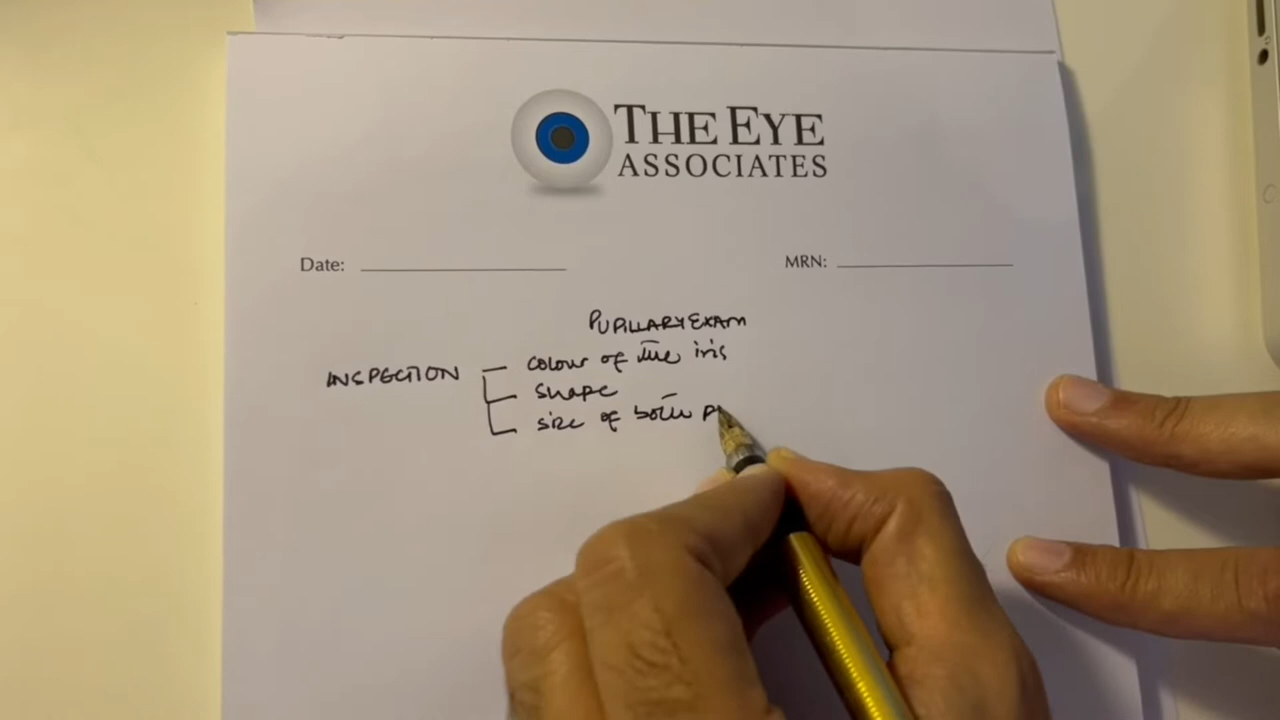 THE EYE
ASSOCIATES
Date:
MRN:
PUPILLARY EXAM
INSPECTION
colour of the iris
shape
size of both